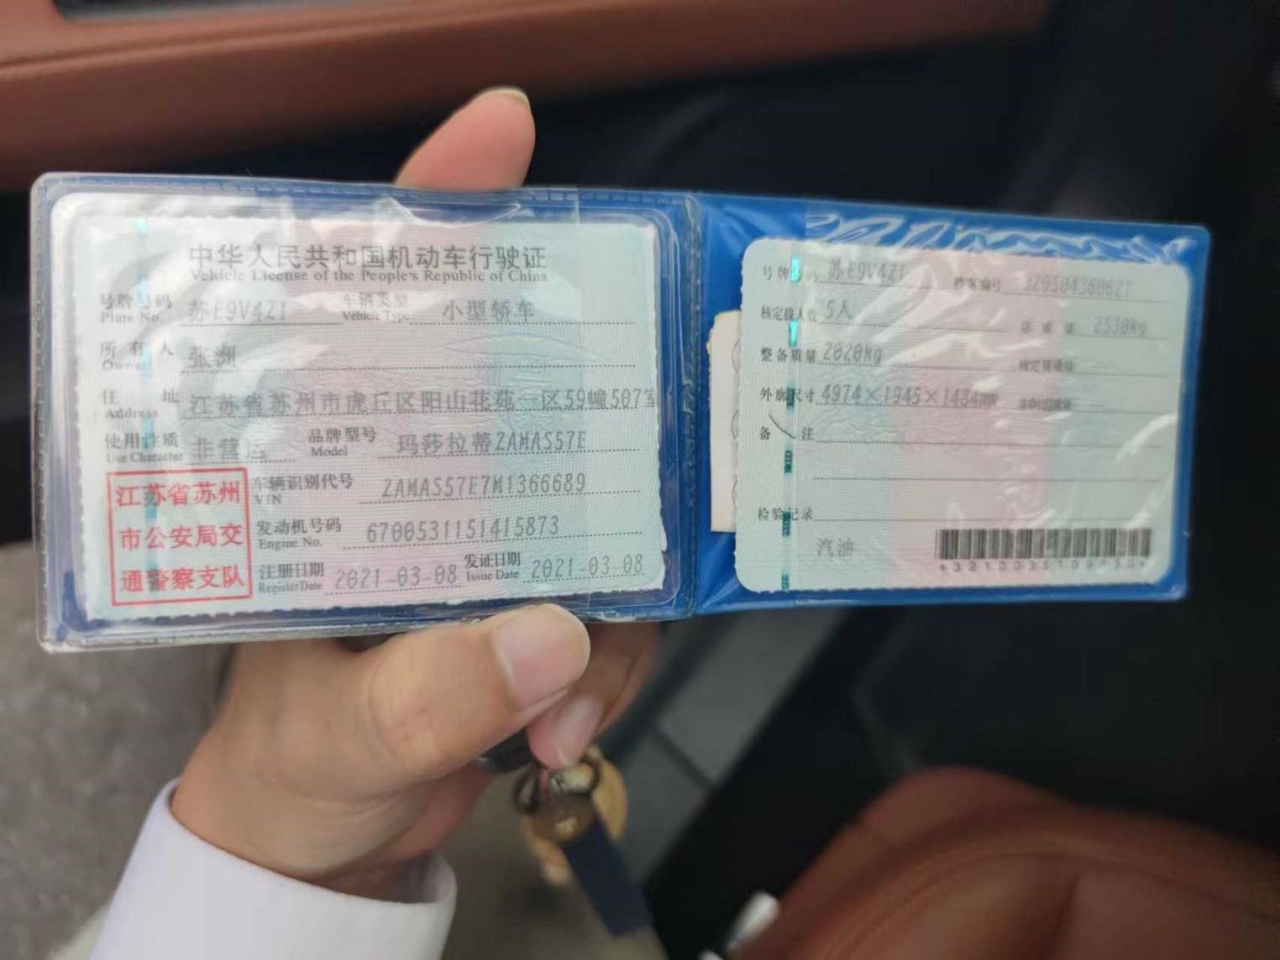 中华人民共和国机动车行驶证
Vehicle License of the People's Republic of China
号牌号码 苏E9V4Z1 车辆类型 小型轿车
Plate No. Vehicle Type
所有人 张渊
Owner
住址 江苏省苏州市虎丘区阳山花苑一区59幢507室
Address
使用性质 非营运 品牌型号 玛莎拉蒂ZAMAS57E
Use Character Model
江苏省苏州
市公安局交
通警察支队
车辆识别代号 ZAMAS57E7M1366689
VIN
发动机号码 6700531151415873
Engine No.
注册日期 2021-03-08 发证日期 2021-03-08
Register Date Issue Date
号牌号码 苏E9V4Z1 档案编号
核定载人数 5人 总质量 2530kg
整备质量 2020kg 核定载质量
外廓尺寸 4974×1945×1434mm
备注
检验记录
汽油